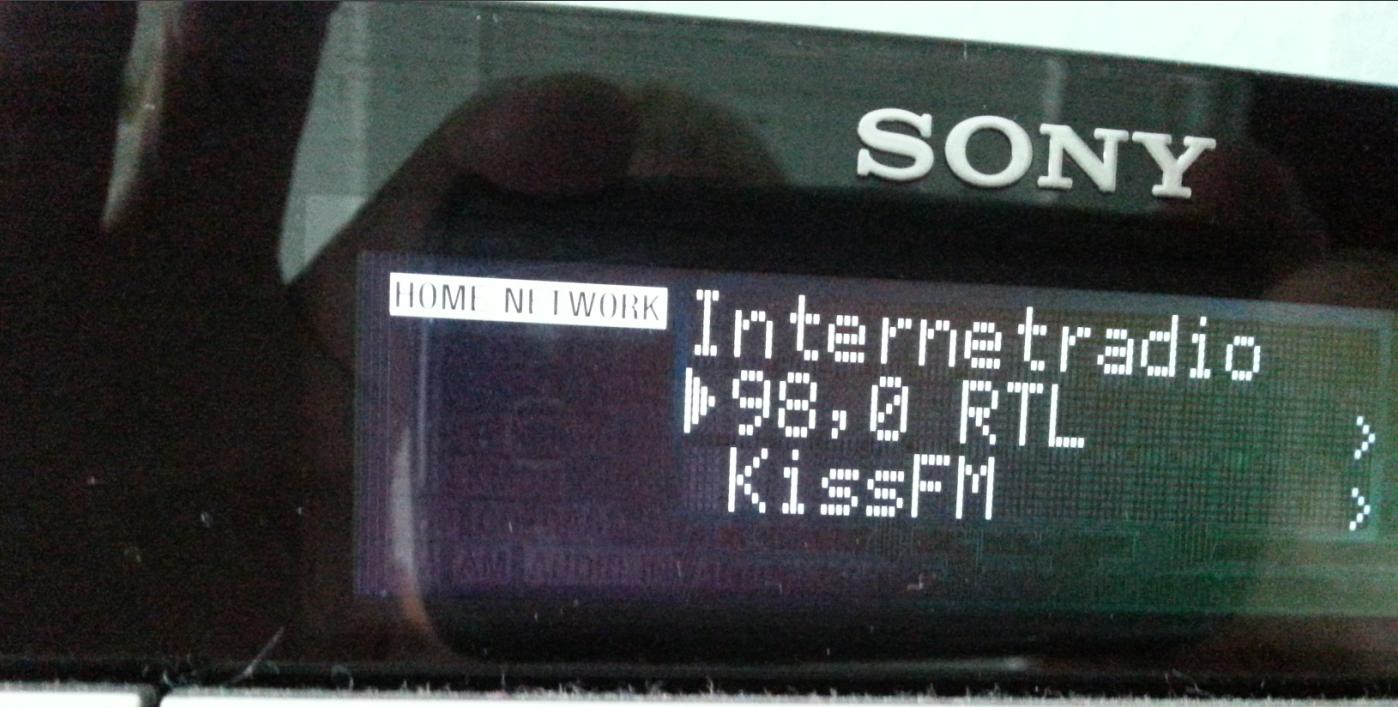 SONY
HOME NETWORK
Internetradio
98,0 RTL >
KissFM >